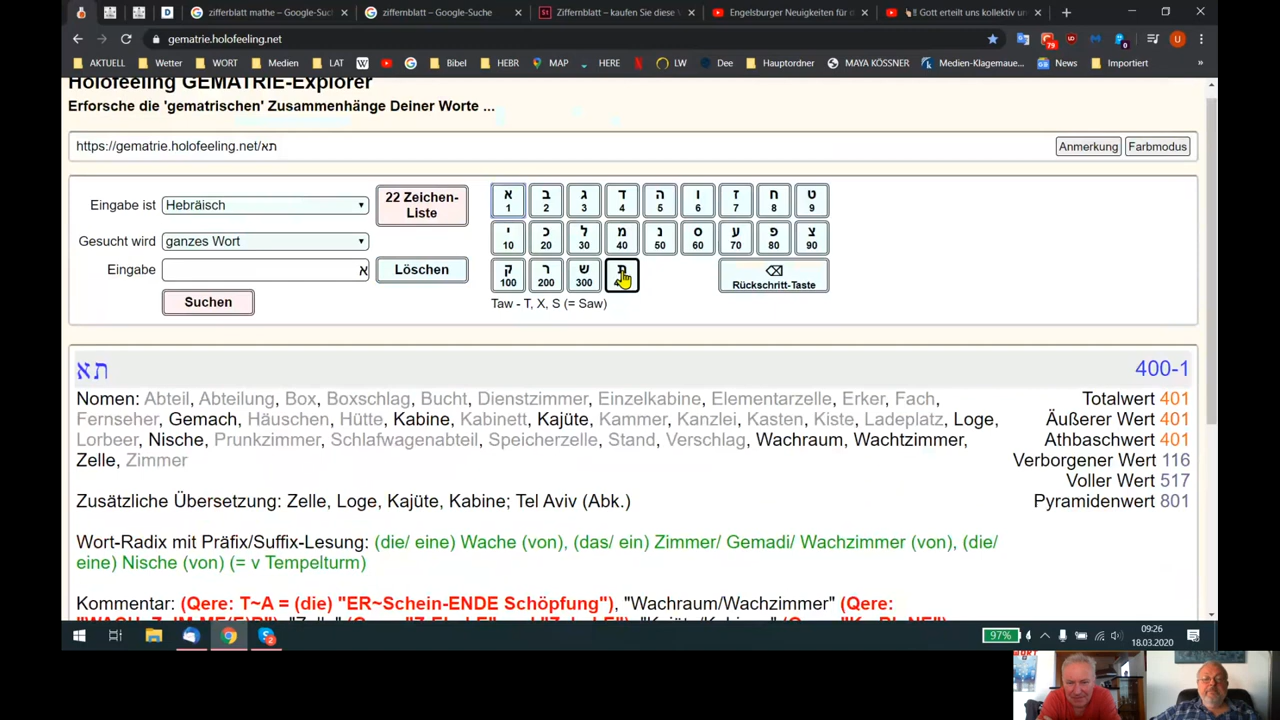 zifferblatt mathe – Google-Suc
ziffernblatt – Google-Suche
Ziffernblatt – kaufen Sie diese V
Engelsburger Neuigkeiten für d
Gott erteilt uns kollektiv un
gematrie.holofeeling.net
AKTUELL
Wetter
WORT
Medien
LAT
Bibel
HEBR
MAP
HERE
LW
Dee
Hauptordner
MAYA KÖSSNER
Medien-Klagemaue...
News
Importiert
Holofeeling GEMATRIE-Explorer
Erforsche die 'gematrischen' Zusammenhänge Deiner Worte ...
https://gematrie.holofeeling.net/תא
Anmerkung
Farbmodus
Eingabe ist
Hebräisch
22 Zeichen-
Liste
Gesucht wird
ganzes Wort
Eingabe
א
Löschen
Suchen
א ב ג ד ה ו ז ח ט
1 2 3 4 5 6 7 8 9
י כ ל מ נ ס ע פ צ
10 20 30 40 50 60 70 80 90
ק ר ש ת
100 200 300
Rückschritt-Taste
Taw - T, X, S (= Saw)
תא
400-1
Nomen: Abteil, Abteilung, Box, Boxschlag, Bucht, Dienstzimmer, Einzelkabine, Elementarzelle, Erker, Fach,
Fernseher, Gemach, Häuschen, Hütte, Kabine, Kabinett, Kajüte, Kammer, Kanzlei, Kasten, Kiste, Ladeplatz, Loge,
Lorbeer, Nische, Prunkzimmer, Schlafwagenabteil, Speicherzelle, Stand, Verschlag, Wachraum, Wachtzimmer,
Zelle, Zimmer
Totalwert 401
Äußerer Wert 401
Athbaschwert 401
Verborgener Wert 116
Voller Wert 517
Pyramidenwert 801
Zusätzliche Übersetzung: Zelle, Loge, Kajüte, Kabine; Tel Aviv (Abk.)
Wort-Radix mit Präfix/Suffix-Lesung: (die/ eine) Wache (von), (das/ ein) Zimmer/ Gemadi/ Wachzimmer (von), (die/
eine) Nische (von) (= v Tempelturm)
Kommentar: (Qere: T~A = (die) "ER~Schein-ENDE Schöpfung"), "Wachraum/Wachzimmer" (Qere:
97%
09:26
18.03.2020